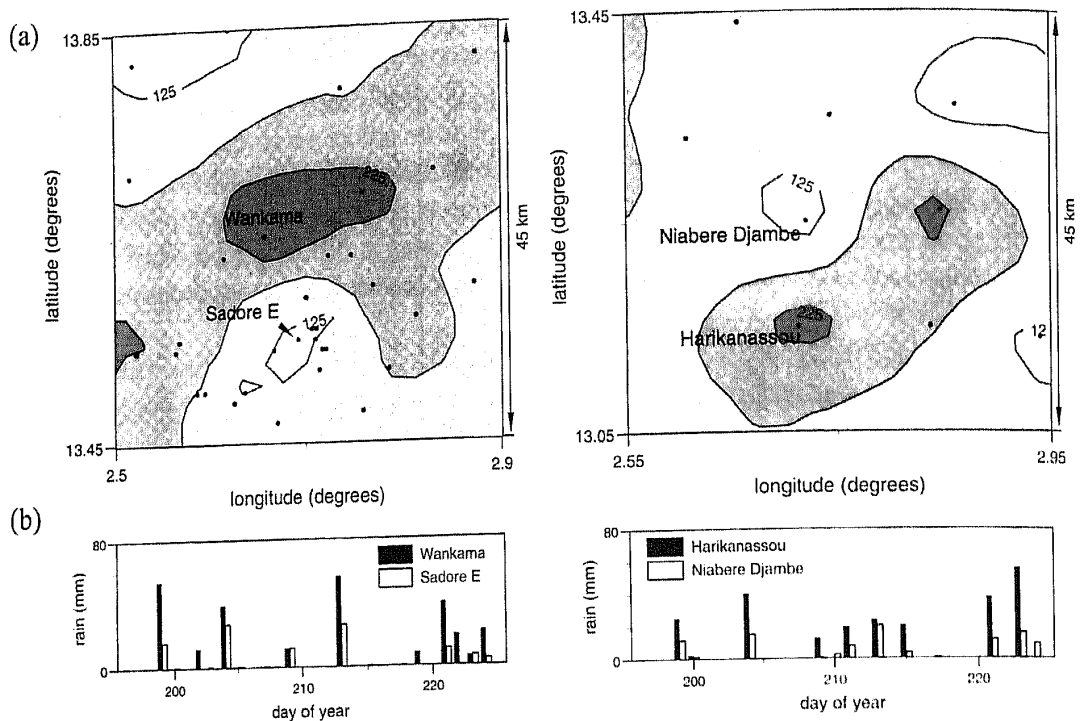 (a)
13.85
125
225
Wankama
Sadore E
125
13.45
2.5
2.9
latitude (degrees)
longitude (degrees)
45 km
13.45
125
Niabere Djambe
225
Harikanassou
12
13.05
2.55
2.95
latitude (degrees)
longitude (degrees)
45 km
(b)
80
0
rain (mm)
Wankama
Sadore E
200
210
220
day of year
80
0
rain (mm)
Harikanassou
Niabere Djambe
200
210
220
day of year